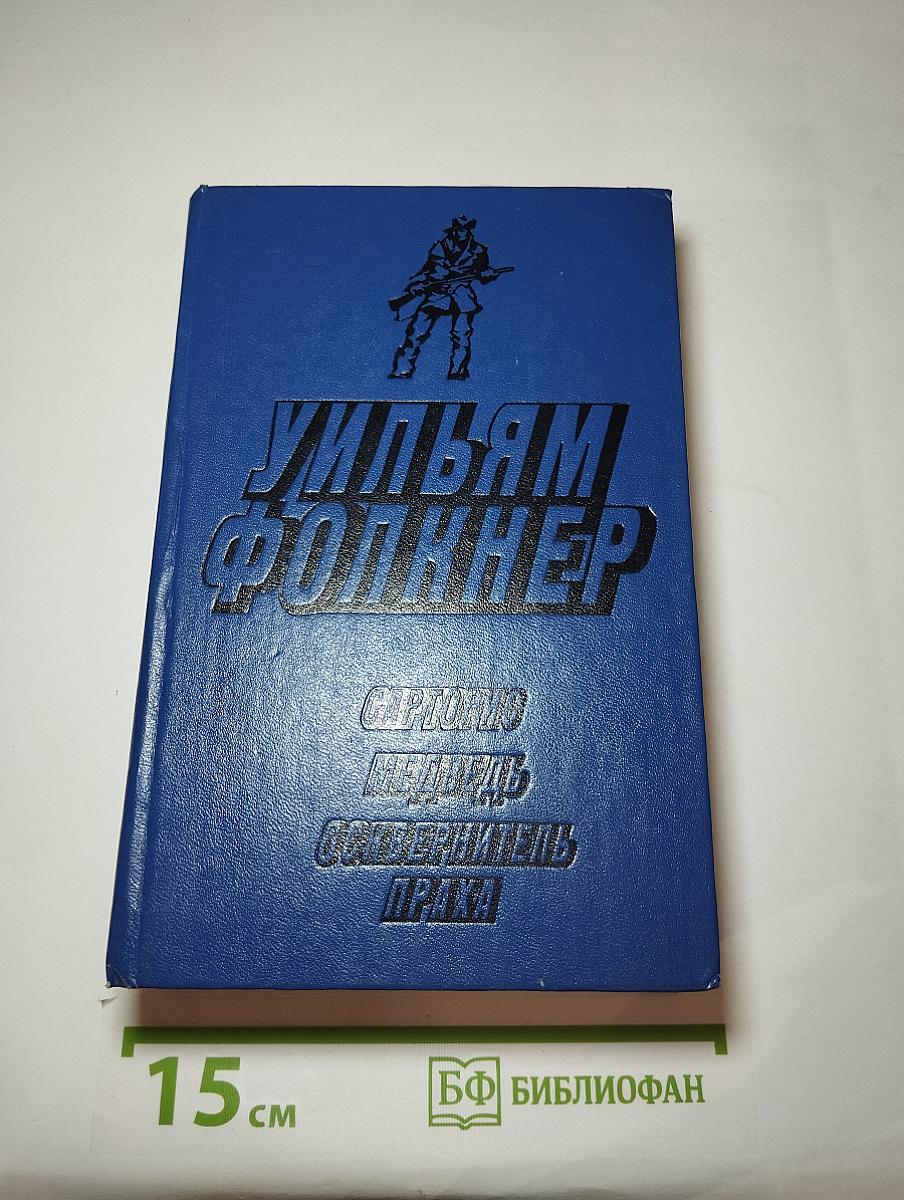 УИЛЬЯМ
ФОЛКНЕР
САРТОРИС
МЕДВЕДЬ
ОСКВЕРНИТЕЛЬ
ПРАХА
15 см
БФ БИБЛИОФАН